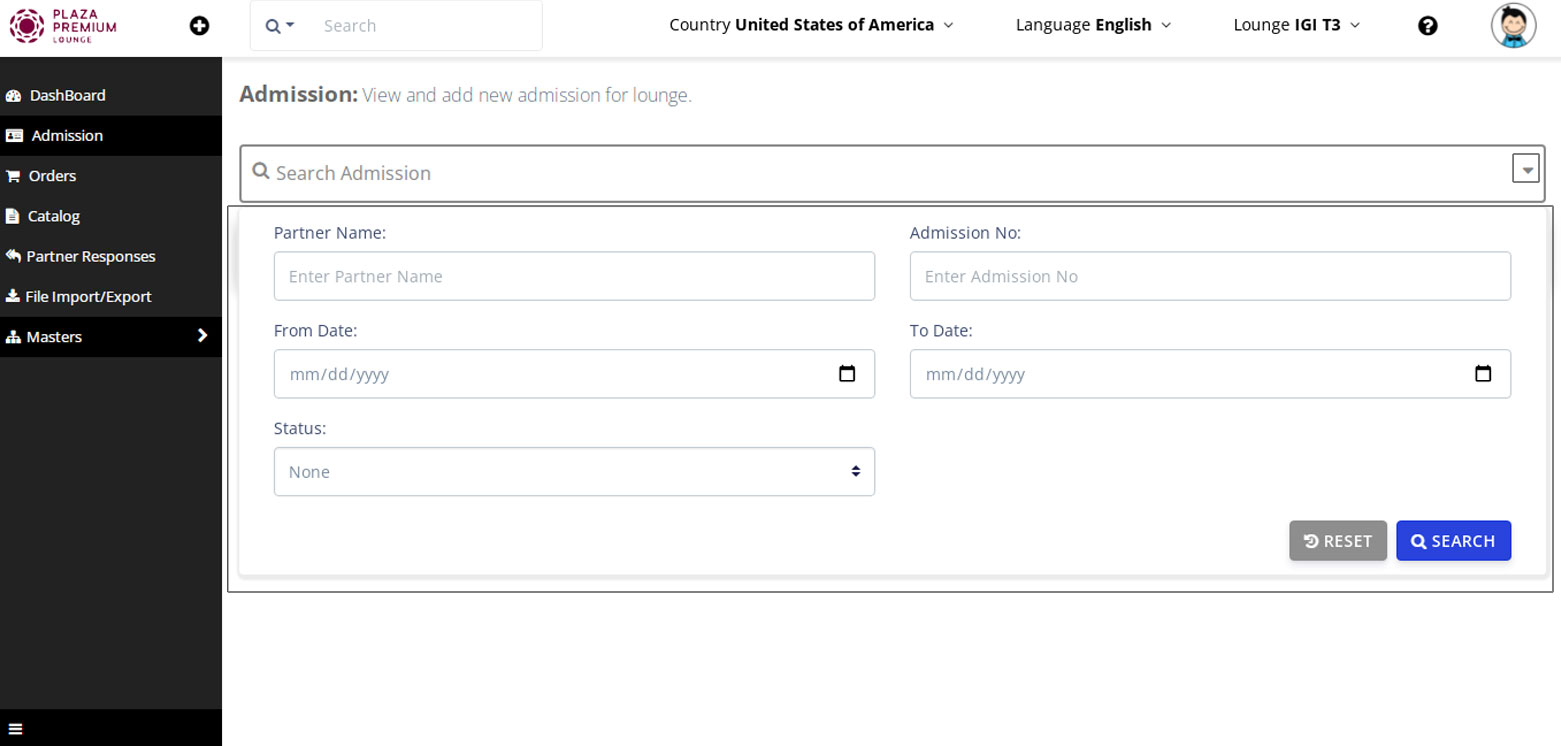 PLAZA
PREMIUM
LOUNGE
Search
Country United States of America
Language English
Lounge IGI T3
DashBoard
Admission
Orders
Catalog
Partner Responses
File Import/Export
Masters
Admission: View and add new admission for lounge.
Search Admission
Partner Name:
Admission No:
Enter Partner Name
Enter Admission No
From Date:
To Date:
mm/dd/yyyy
mm/dd/yyyy
Status:
None
RESET
SEARCH